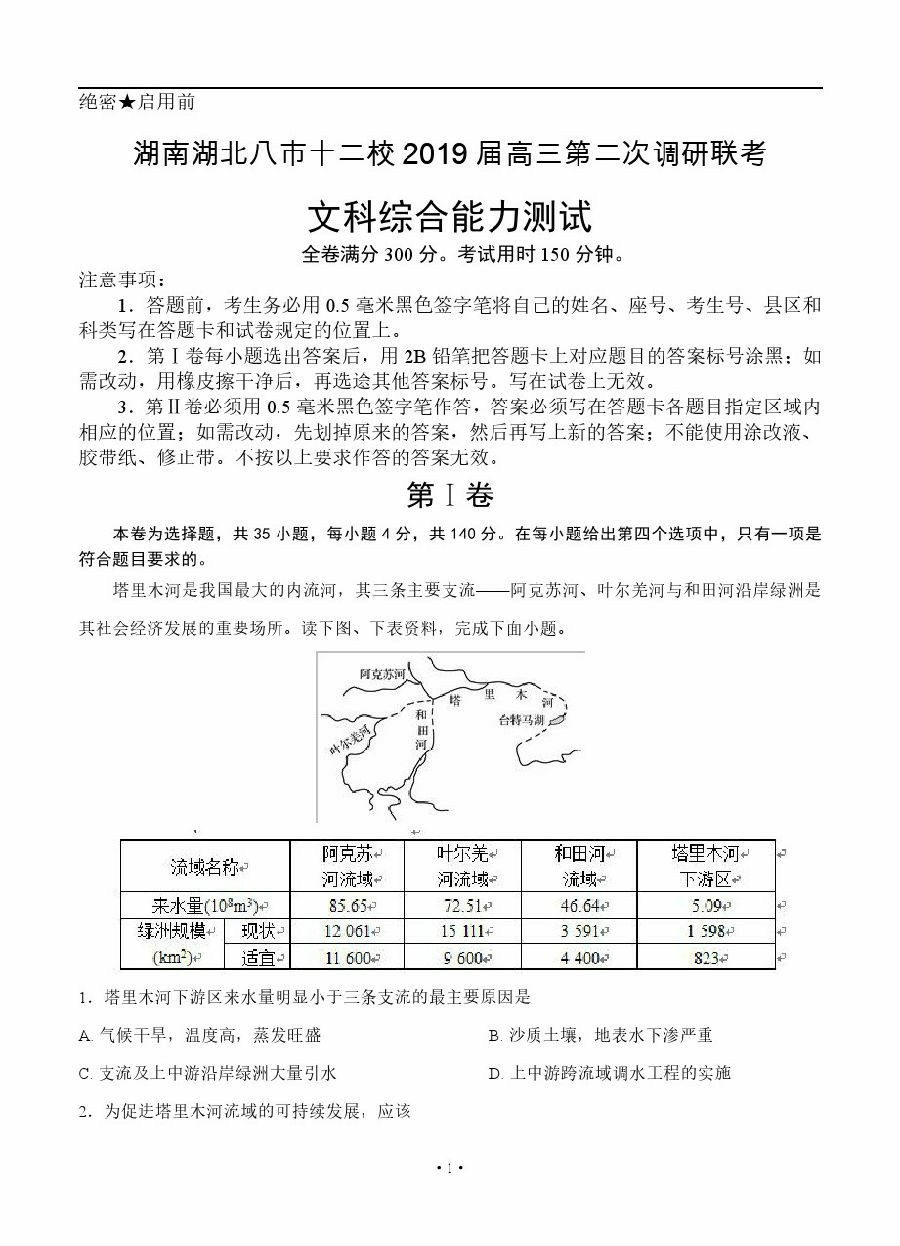 绝密★启用前
湖南湖北八市十二校 2019 届高三第二次调研联考
文科综合能力测试
全卷满分 300 分。考试用时 150 分钟。
注意事项：
1．答题前，考生务必用 0.5 毫米黑色签字笔将自己的姓名、座号、考生号、县区和
科类写在答题卡和试卷规定的位置上。
2．第Ⅰ卷每小题选出答案后，用 2B 铅笔把答题卡上对应题目的答案标号涂黑；如
需改动，用橡皮擦干净后，再选涂其他答案标号。写在试卷上无效。
3．第Ⅱ卷必须用 0.5 毫米黑色签字笔作答，答案必须写在答题卡各题目指定区域内
相应的位置；如需改动，先划掉原来的答案，然后再写上新的答案；不能使用涂改液、
胶带纸、修正带。不按以上要求作答的答案无效。
第Ⅰ卷
本卷为选择题，共 35 小题，每小题 4 分，共 140 分。在每小题给出第四个选项中，只有一项是
符合题目要求的。
塔里木河是我国最大的内流河，其三条主要支流——阿克苏河、叶尔羌河与和田河沿岸绿洲是
其社会经济发展的重要场所。读下图、下表资料，完成下面小题。
阿克苏河
塔里木河
和田河
叶尔羌河
台特马湖
流域名称 阿克苏河流域 叶尔羌河流域 和田河流域 塔里木河下游区
来水量(10⁸m³) 85.65 72.51 46.64 5.09
绿洲规模(km²) 现状 12 061 15 111 3 591 1 598
适宜 11 600 9 600 4 400 823
1．塔里木河下游区来水量明显小于三条支流的最主要原因是
A. 气候干旱，温度高，蒸发旺盛 B. 沙质土壤，地表水下渗严重
C. 支流及上中游沿岸绿洲大量引水 D. 上中游跨流域调水工程的实施
2．为促进塔里木河流域的可持续发展，应该
·1·